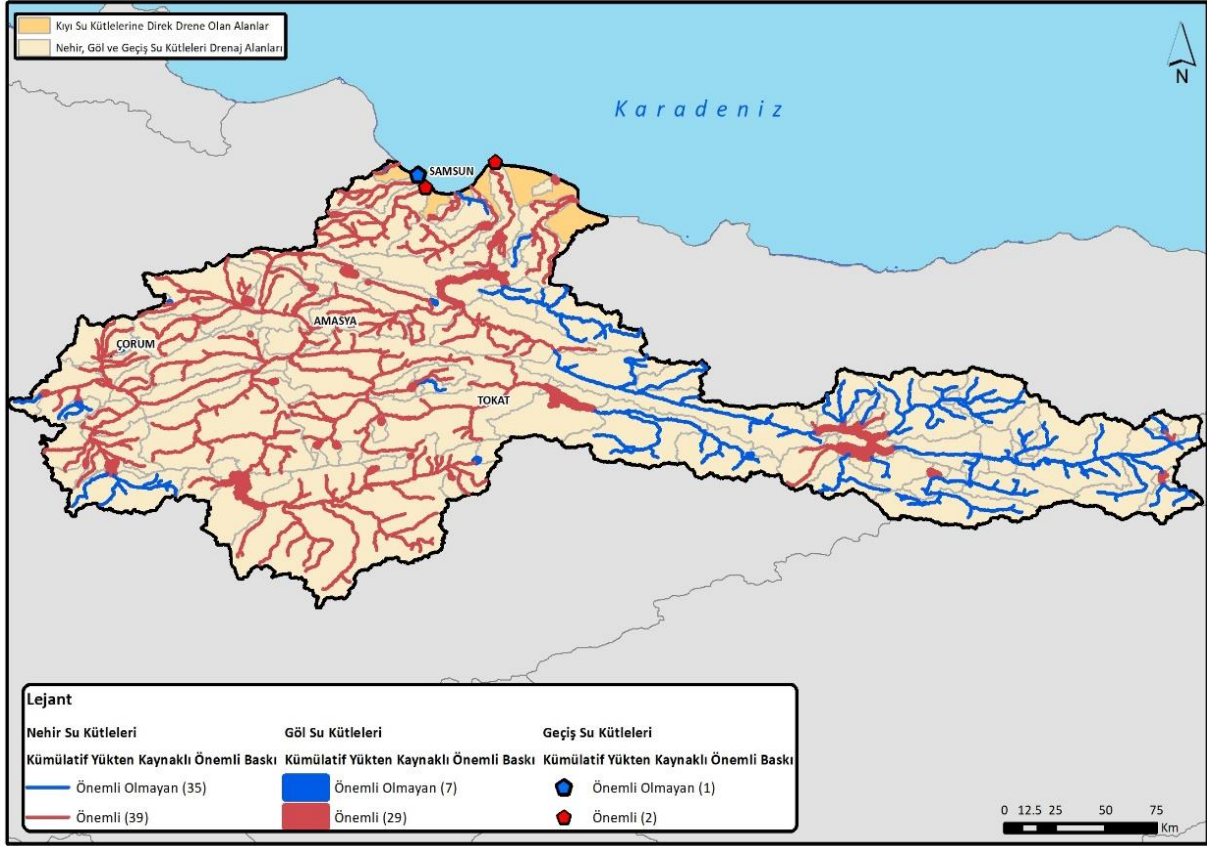 Kıyı Su Kütlelerine Direk Drene Olan Alanlar
Nehir, Göl ve Geçiş Su Kütleleri Drenaj Alanları
N
Karadeniz
SAMSUN
AMASYA
ÇORUM
TOKAT
Lejant
Nehir Su Kütleleri Göl Su Kütleleri Geçiş Su Kütleleri
Kümülatif Yükten Kaynaklı Önemli Baskı Kümülatif Yükten Kaynaklı Önemli Baskı Kümülatif Yükten Kaynaklı Önemli Baskı
Önemli Olmayan (35) Önemli Olmayan (7) Önemli Olmayan (1)
Önemli (39) Önemli (29) Önemli (2)
0 12.5 25 50 75
Km